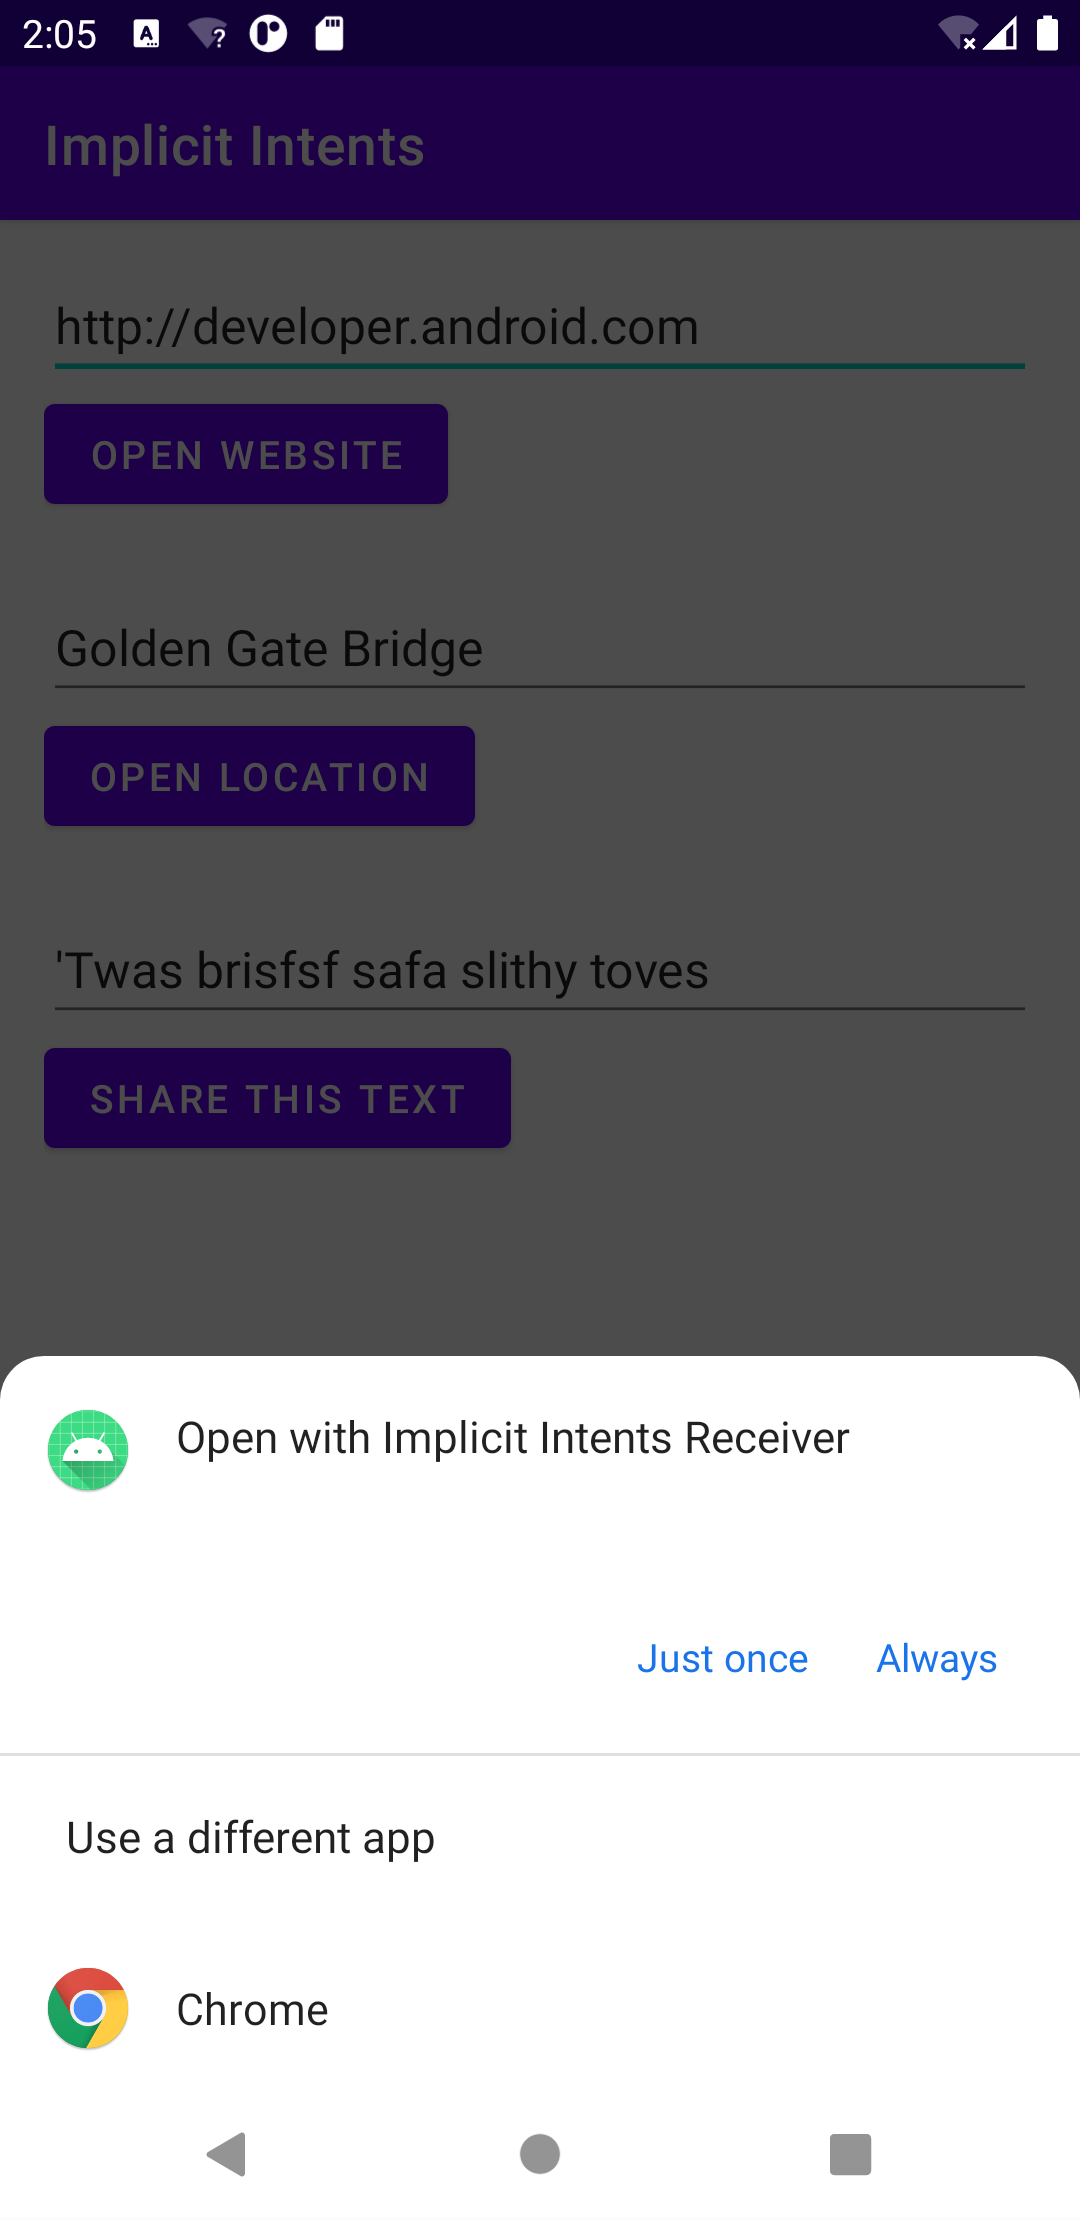 2:05
Implicit Intents
http://developer.android.com
OPEN WEBSITE
Golden Gate Bridge
OPEN LOCATION
'Twas brisfsf safa slithy toves
SHARE THIS TEXT
Open with Implicit Intents Receiver
Just once Always
Use a different app
Chrome